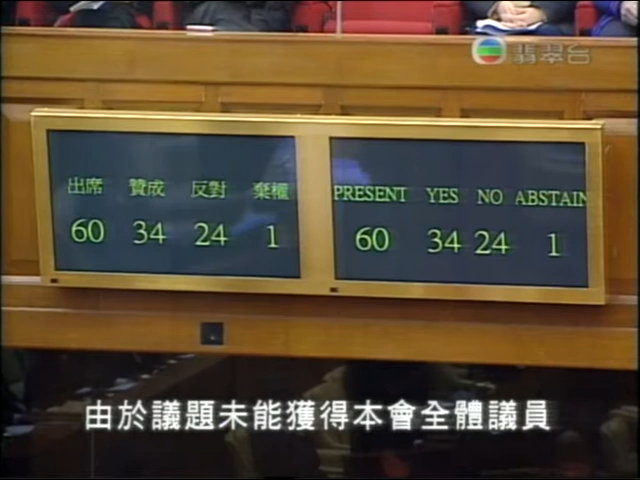 翡翠台
出席 贊成 反對 棄權
60 34 24 1
PRESENT YES NO ABSTAIN
60 34 24 1
由於議題未能獲得本會全體議員